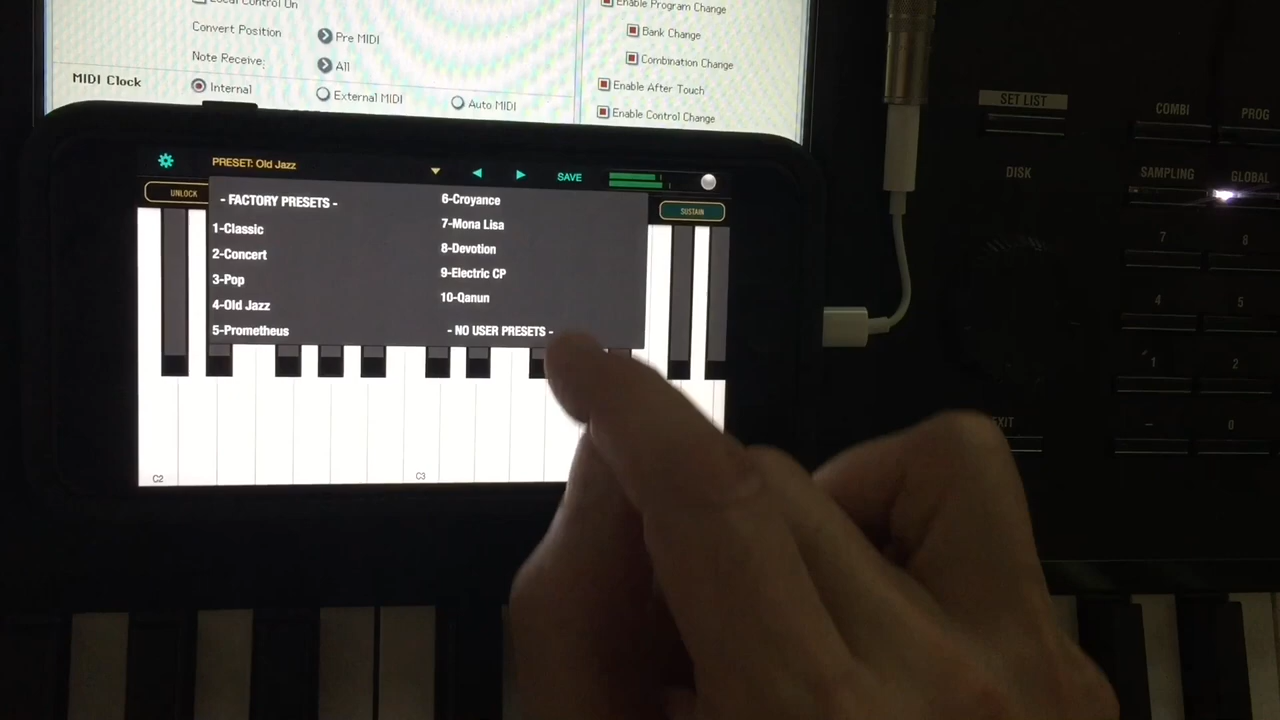 Local Control On
Convert Position
Pre MIDI
Note Receive:
All
MIDI Clock
Internal
External MIDI
Auto MIDI
Enable Program Change
Bank Change
Combination Change
Enable After Touch
Enable Control Change
PRESET: Old Jazz
SAVE
UNLOCK
SUSTAIN
- FACTORY PRESETS -
1-Classic
2-Concert
3-Pop
4-Old Jazz
5-Prometheus
6-Croyance
7-Mona Lisa
8-Devotion
9-Electric CP
10-Qanun
- NO USER PRESETS -
C2
C3
SET LIST
COMBI
PROG
DISK
SAMPLING
GLOBAL
7
8
4
5
1
2
EXIT
-
0